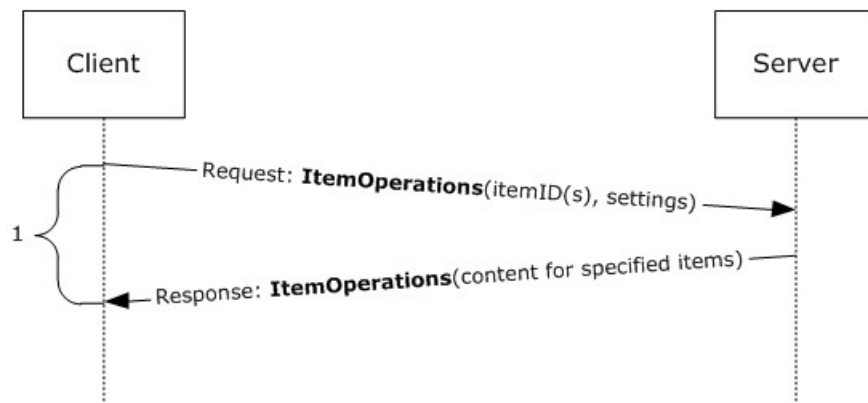 Client
Server
Request: ItemOperations(itemID(s), settings)
1
Response: ItemOperations(content for specified items)